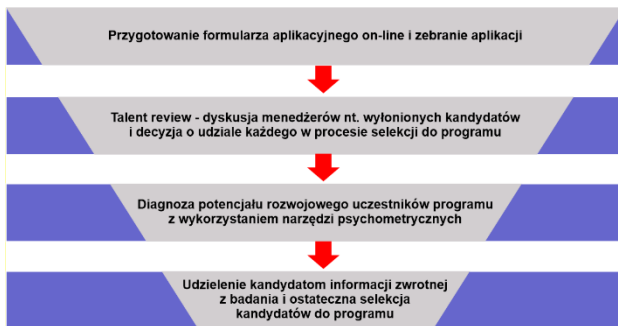 Przygotowanie formularza aplikacyjnego on-line i zebranie aplikacji
Talent review - dyskusja menedżerów nt. wyłonionych kandydatów
i decyzja o udziale każdego w procesie selekcji do programu
Diagnoza potencjału rozwojowego uczestników programu
z wykorzystaniem narzędzi psychometrycznych
Udzielenie kandydatom informacji zwrotnej
z badania i ostateczna selekcja
kandydatów do programu